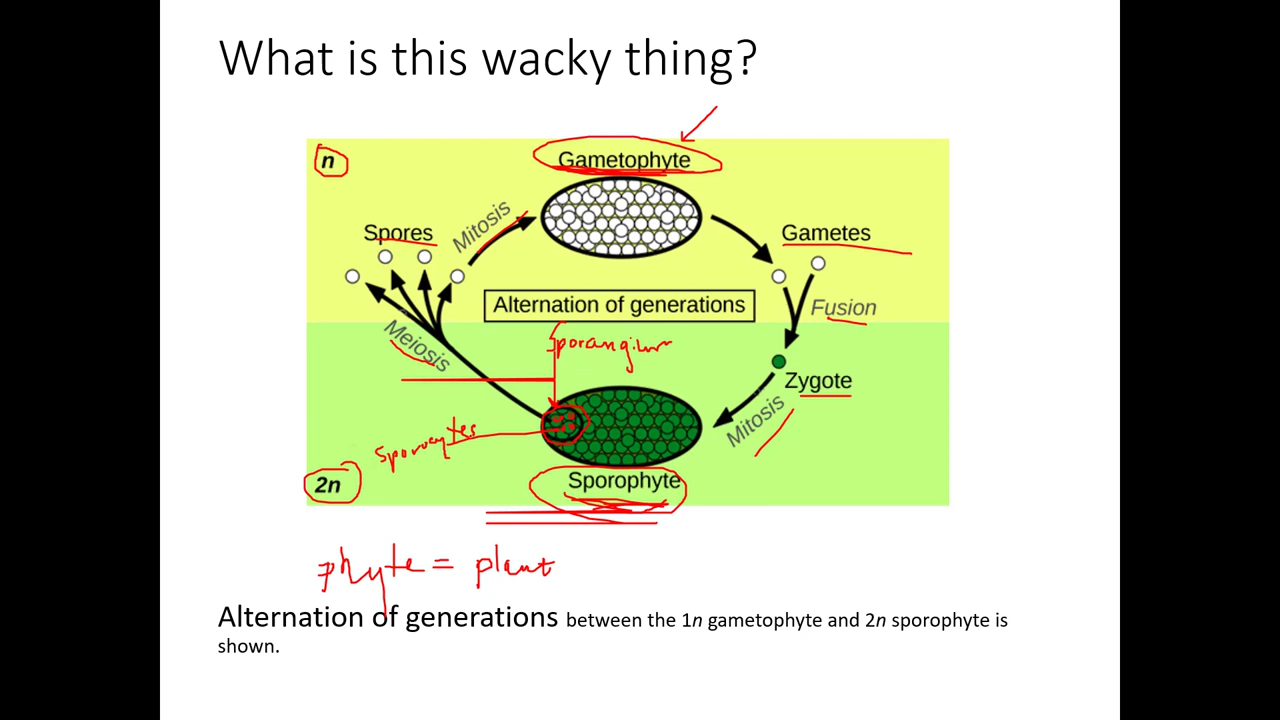 What is this wacky thing?
n
Gametophyte
Spores
Mitosis
Gametes
Alternation of generations
Fusion
Meiosis
sporangium
Zygote
Mitosis
Sporocytes
2n
Sporophyte
phyte = plant
Alternation of generations between the 1n gametophyte and 2n sporophyte is
shown.